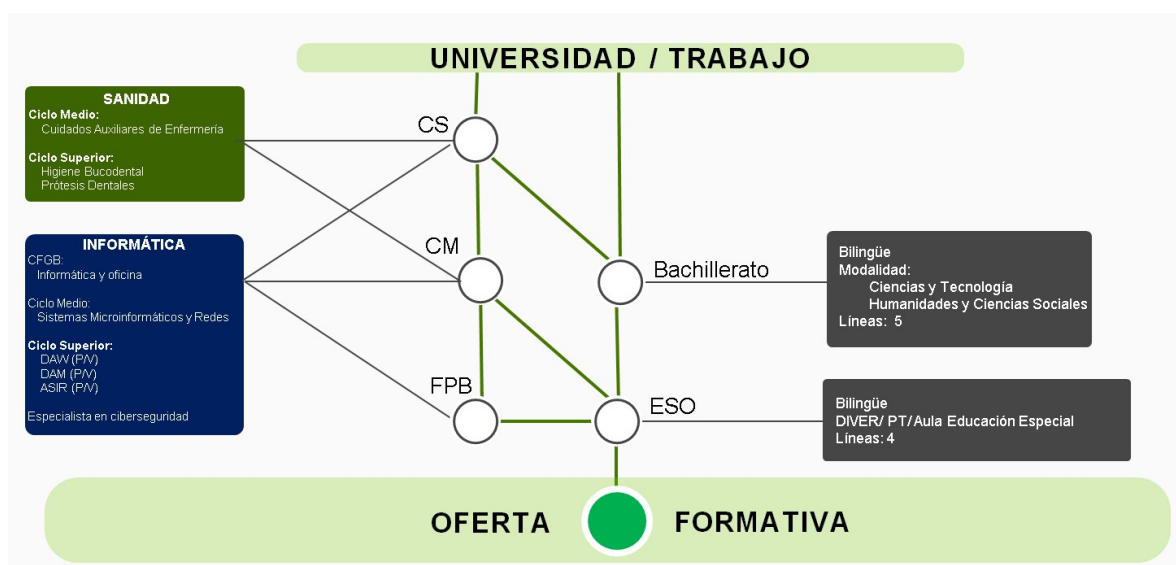 UNIVERSIDAD / TRABAJO
SANIDAD
Ciclo Medio:
Cuidados Auxiliares de Enfermería
Ciclo Superior:
Higiene Bucodental
Prótesis Dentales
CS
INFORMÁTICA
CFGB:
Informática y oficina
Ciclo Medio:
Sistemas Microinformáticos y Redes
Ciclo Superior:
DAW (P/V)
DAM (P/V)
ASIR (P/V)
Especialista en ciberseguridad
CM
Bachillerato
Bilingüe
Modalidad:
Ciencias y Tecnología
Humanidades y Ciencias Sociales
Líneas: 5
FPB
ESO
Bilingüe
DIVER/ PT/Aula Educación Especial
Líneas: 4
OFERTA FORMATIVA